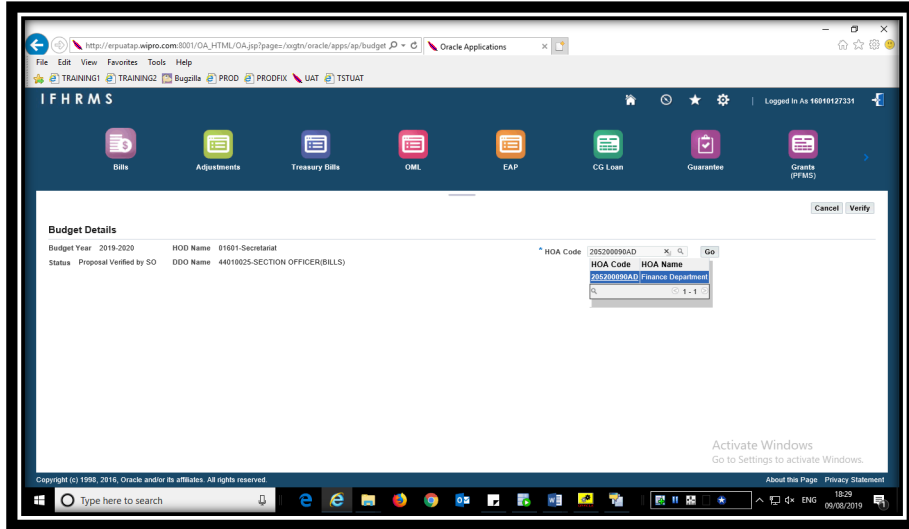 http://erpuatap.wipro.com:8001/OA_HTML/OA.jsp?page=/xxgtn/oracle/apps/ap/budget
Oracle Applications
File Edit View Favorites Tools Help
TRAINING1 TRAINING2 Bugzilla PROD PRODFIX UAT TSTUAT
IFHRMS
Logged In As 16010127331
Bills Adjustments Treasury Bills OML EAP CG Loan Guarantee Grants
(PFMS)
Cancel Verify
Budget Details
Budget Year 2019-2020 HOD Name 01601-Secretariat * HOA Code 205200090AD Go
Status Proposal Verified by SO DDO Name 44010025-SECTION OFFICER(BILLS)
HOA Code HOA Name
205200090AD Finance Department
1 - 1
Activate Windows
Go to Settings to activate Windows.
Copyright (c) 1998, 2016, Oracle and/or its affiliates. All rights reserved. About this Page Privacy Statement
Type here to search
ENG 18:29
09/08/2019